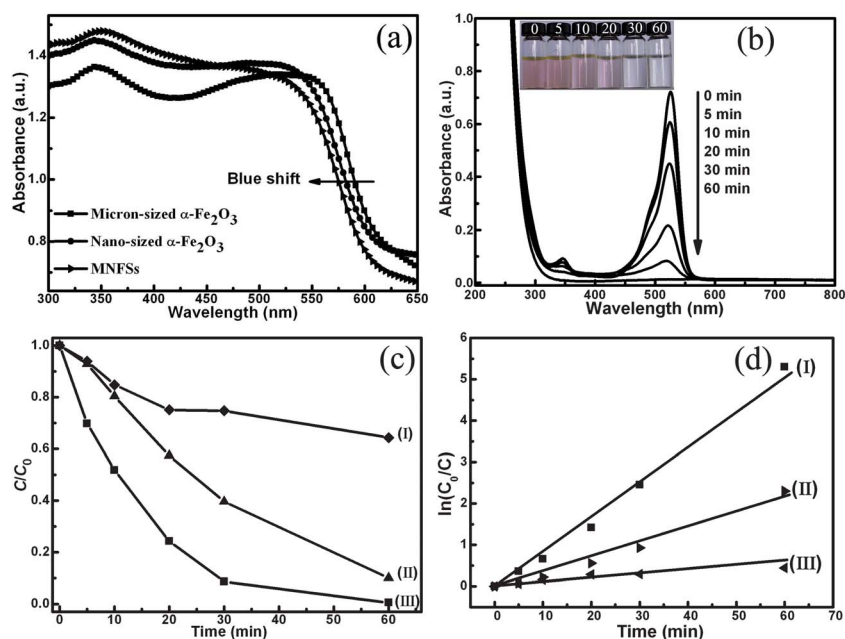 (a)
Absorbance (a.u.)
1.4
1.2
1.0
0.8
Blue shift
Micron-sized α-Fe₂O₃
Nano-sized α-Fe₂O₃
MNFSs
300 350 400 450 500 550 600 650
Wavelength (nm)
(b)
0 5 10 20 30 60
Absorbance (a.u.)
1.0
0.8
0.6
0.4
0.2
0.0
0 min
5 min
10 min
20 min
30 min
60 min
200 300 400 500 600 700 800
Wavelength (nm)
(c)
C/C₀
1.0
0.8
0.6
0.4
0.2
0.0
(I)
(II)
(III)
0 10 20 30 40 50 60
Time (min)
(d)
ln(C₀/C)
6
5
4
3
2
1
0
(I)
(II)
(III)
0 10 20 30 40 50 60 70
Time (min)